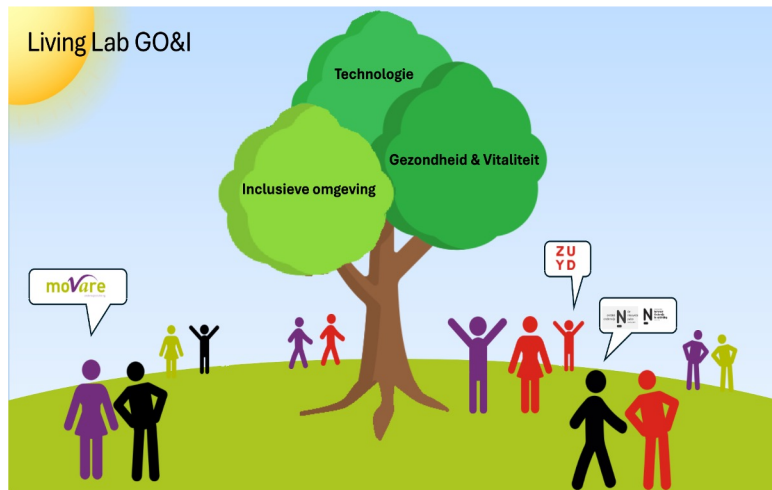 Living Lab GO&I
Technologie
Gezondheid & Vitaliteit
Inclusieve omgeving
movare
ZU
YD
N
N